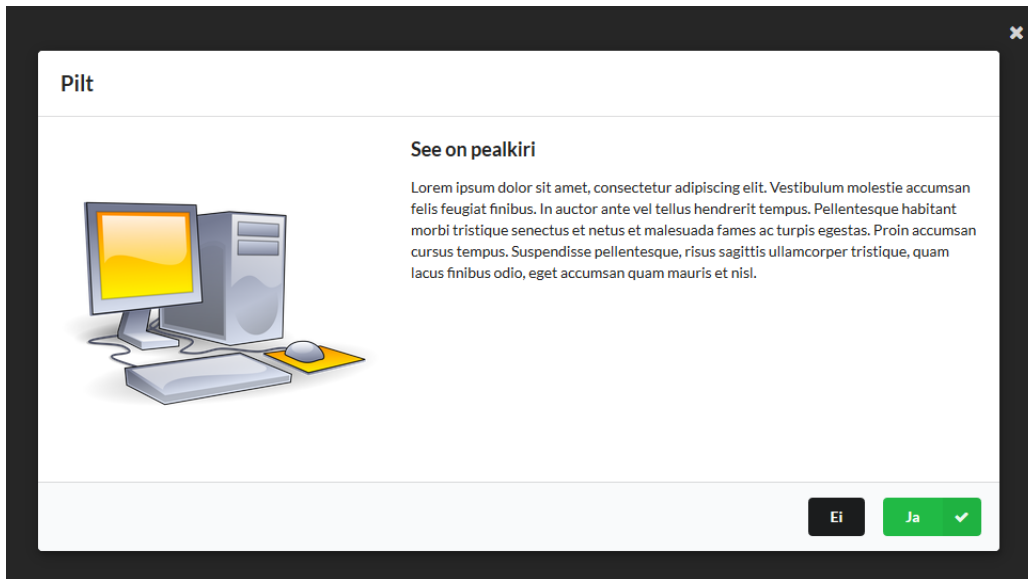 Pilt
See on pealkiri
Lorem ipsum dolor sit amet, consectetur adipiscing elit. Vestibulum molestie accumsan
felis feugiat finibus. In auctor ante vel tellus hendrerit tempus. Pellentesque habitant
morbi tristique senectus et netus et malesuada fames ac turpis egestas. Proin accumsan
cursus tempus. Suspendisse pellentesque, risus sagittis ullamcorper tristique, quam
lacus finibus odio, eget accumsan quam mauris et nisl.
Ei
Ja